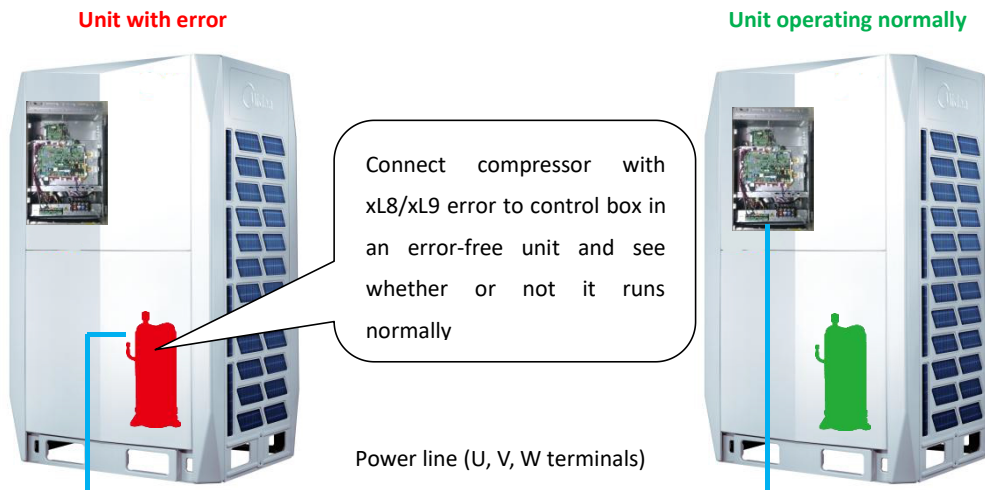 Unit with error
Unit operating normally
Connect compressor with
xL8/xL9 error to control box in
an error-free unit and see
whether or not it runs
normally
Power line (U, V, W terminals)